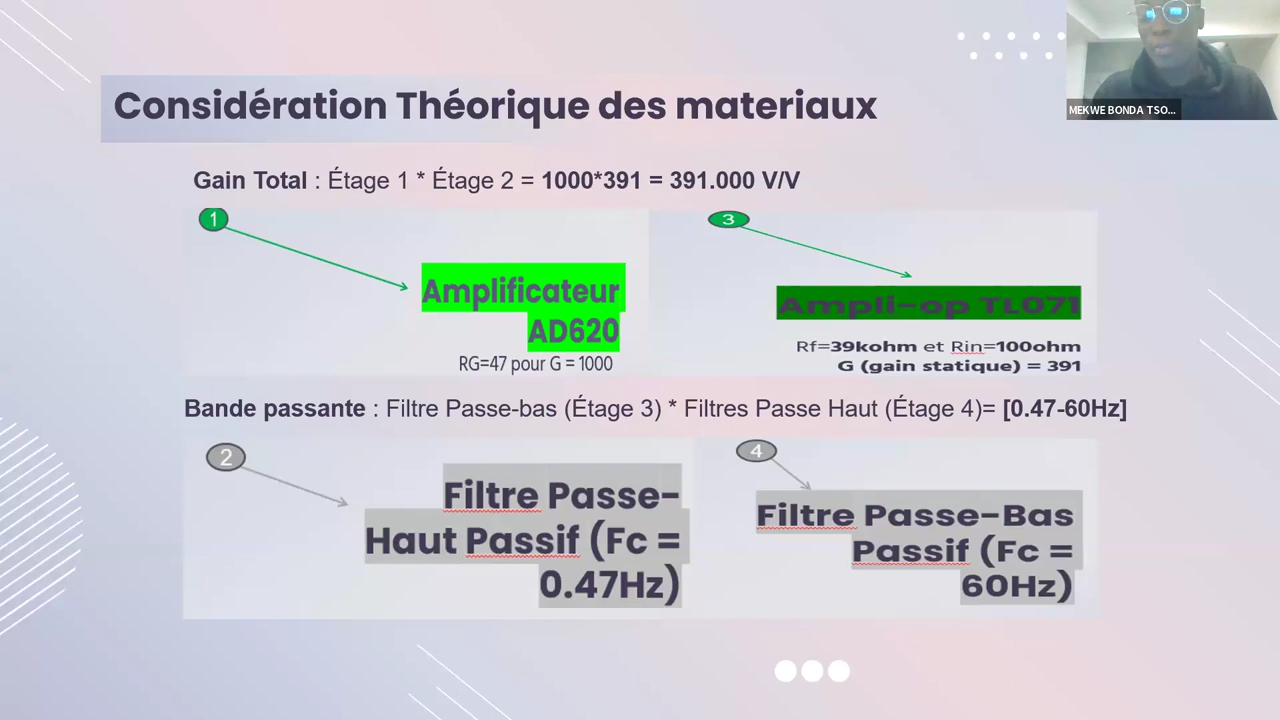 Considération Théorique des materiaux
MEKWE BONDA TSO...
Gain Total : Étage 1 * Étage 2 = 1000*391 = 391.000 V/V
1
Amplificateur
AD620
RG=47 pour G = 1000
3
Ampli-op TL071
Rf=39kohm et Rin=100ohm
G (gain statique) = 391
Bande passante : Filtre Passe-bas (Étage 3) * Filtres Passe Haut (Étage 4)= [0.47-60Hz]
2
Filtre Passe-
Haut Passif (Fc =
0.47Hz)
4
Filtre Passe-Bas
Passif (Fc =
60Hz)